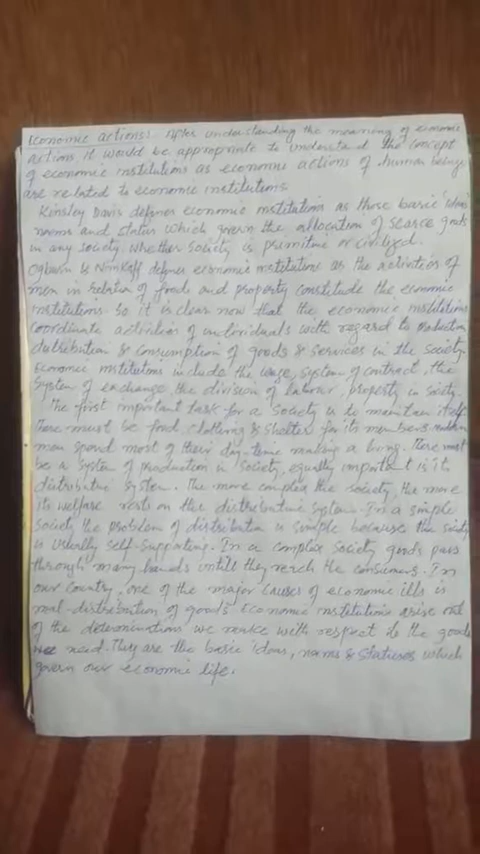 Economic actions: After understanding the meaning of economic
actions it would be appropriate to understand the concept
of economic institutions as economic actions of human beings
are related to economic institutions.
Kinsley Davis defines economic institutions as those basic ideas
norms and status which govern the allocation of scarce goods
in any society. Whether society is primitive or civilized.
Ogburn & Nimkoff defines economic institutions as the activities of
men in relation of food and property constitute the economic
institutions. So it is clear now that the economic institutions
coordinate activities of individuals with regard to production
distribution & consumption of goods & services in the society.
Economic institutions include the wage, system of contract, the
system of exchange, the division of labour, property in society.
The first important task for a society is to maintain itself.
There must be food, clothing & shelter for its members
men spend most of their day-time making a living. There must
be a system of production in society, equally important is its
distributive system. The more complex the society, the more
its welfare rests on the distributive system. In a simple
society the problem of distribution is simple because the society
is usually self-supporting. In a complex society goods pass
through many hands until they reach the consumers. In
our country, one of the major causes of economic ills is
mal-distribution of goods. Economic institutions arise out
of the determinations we make with respect to the goods
we need. They are the basic ideas, norms & statuses which
govern our economic life.